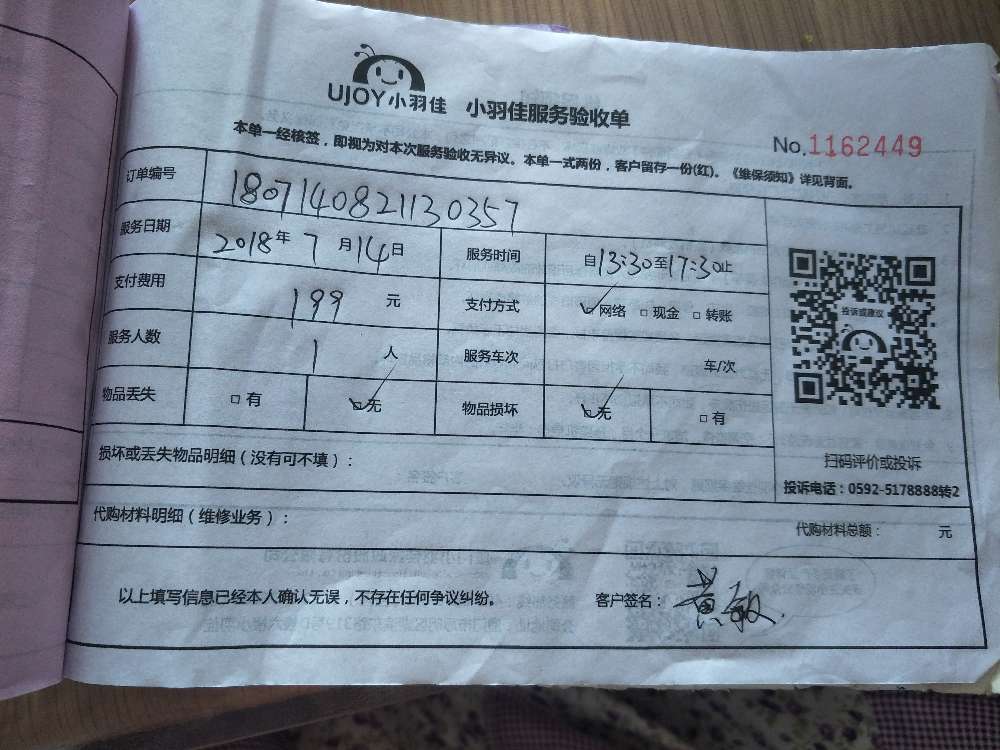 UJOY小羽佳 小羽佳服务验收单
No.1162449
本单一经核签，即视为对本次服务验收无异议。本单一式两份，客户留存一份(红)。《维保须知》详见背面。
订单编号 1807140821130357
服务日期 2018年7月14日 服务时间 自13:30至17:30止
支付费用 199元 支付方式 网络 现金 转账
服务人数 1人 服务车次 车/次
物品丢失 有 无 物品损坏 无 有
投诉或建议
扫码评价或投诉
投诉电话：0592-5178888转2
损坏或丢失物品明细（没有可不填）：
代购材料明细（维修业务）： 代购材料总额： 元
以上填写信息已经本人确认无误，不存在任何争议纠纷。 客户签名：黄敏